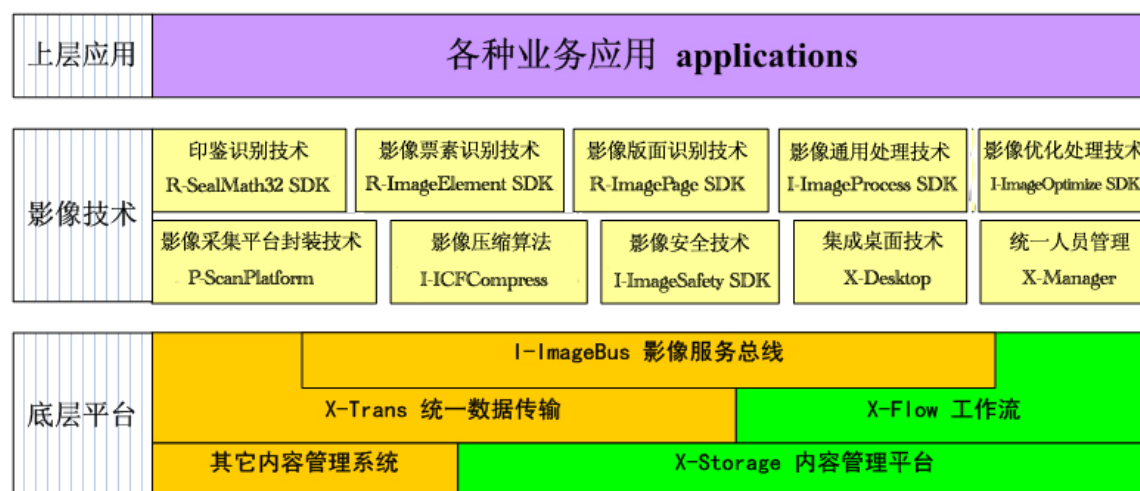 上层应用
各种业务应用 applications
影像技术
印鉴识别技术
R-SealMath32 SDK
影像票素识别技术
R-ImageElement SDK
影像版面识别技术
R-ImagePage SDK
影像通用处理技术
I-ImageProcess SDK
影像优化处理技术
I-ImageOptimize SDK
影像采集平台封装技术
P-ScanPlatform
影像压缩算法
I-ICFCompress
影像安全技术
I-ImageSafety SDK
集成桌面技术
X-Desktop
统一人员管理
X-Manager
底层平台
I-ImageBus 影像服务总线
X-Trans 统一数据传输
X-Flow 工作流
其它内容管理系统
X-Storage 内容管理平台